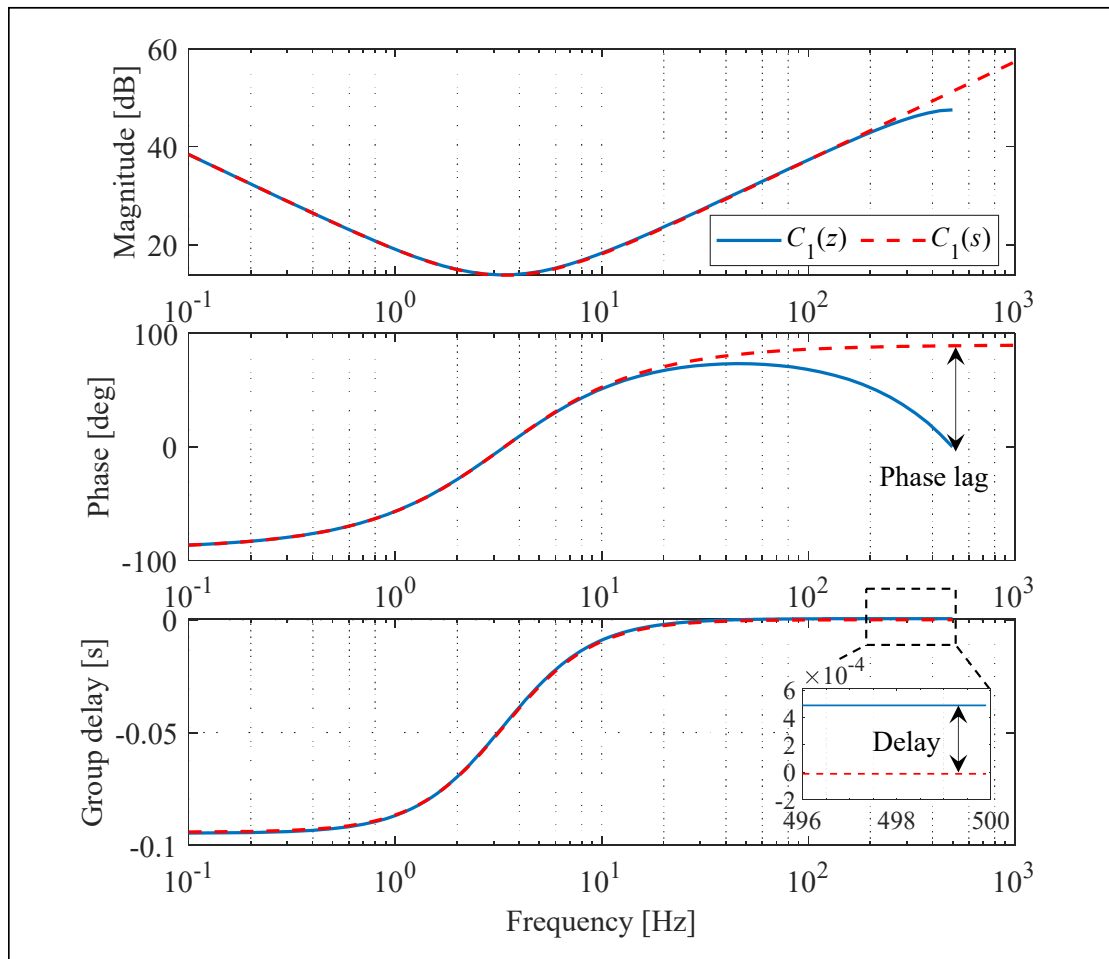 60
40
20
Magnitude [dB]
C1(z) C1(s)
10-1 100 101 102 103
100
0
-100
Phase [deg]
Phase lag
10-1 100 101 102 103
0
-0.05
-0.1
Group delay [s]
×10-4
6
4
2
0
-2
Delay
496 498 500
10-1 100 101 102 103
Frequency [Hz]